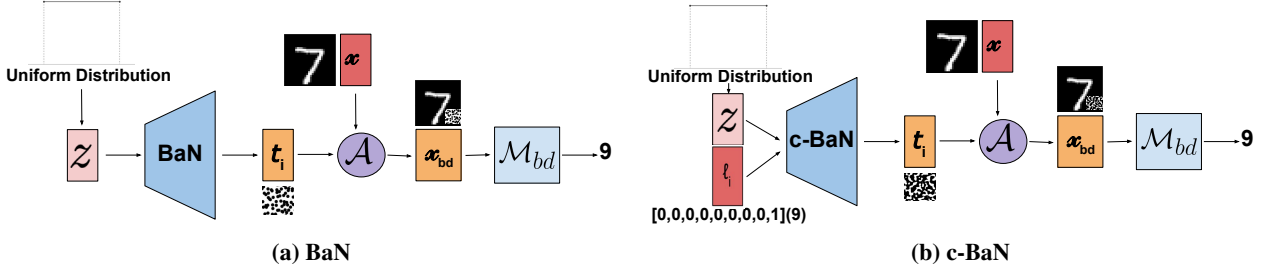 Uniform Distribution
z
BaN
t_i
x
A
x_bd
M_bd
9
(a) BaN
Uniform Distribution
z
ℓ_i
[0,0,0,0,0,0,0,0,1](9)
c-BaN
t_i
x
A
x_bd
M_bd
9
(b) c-BaN